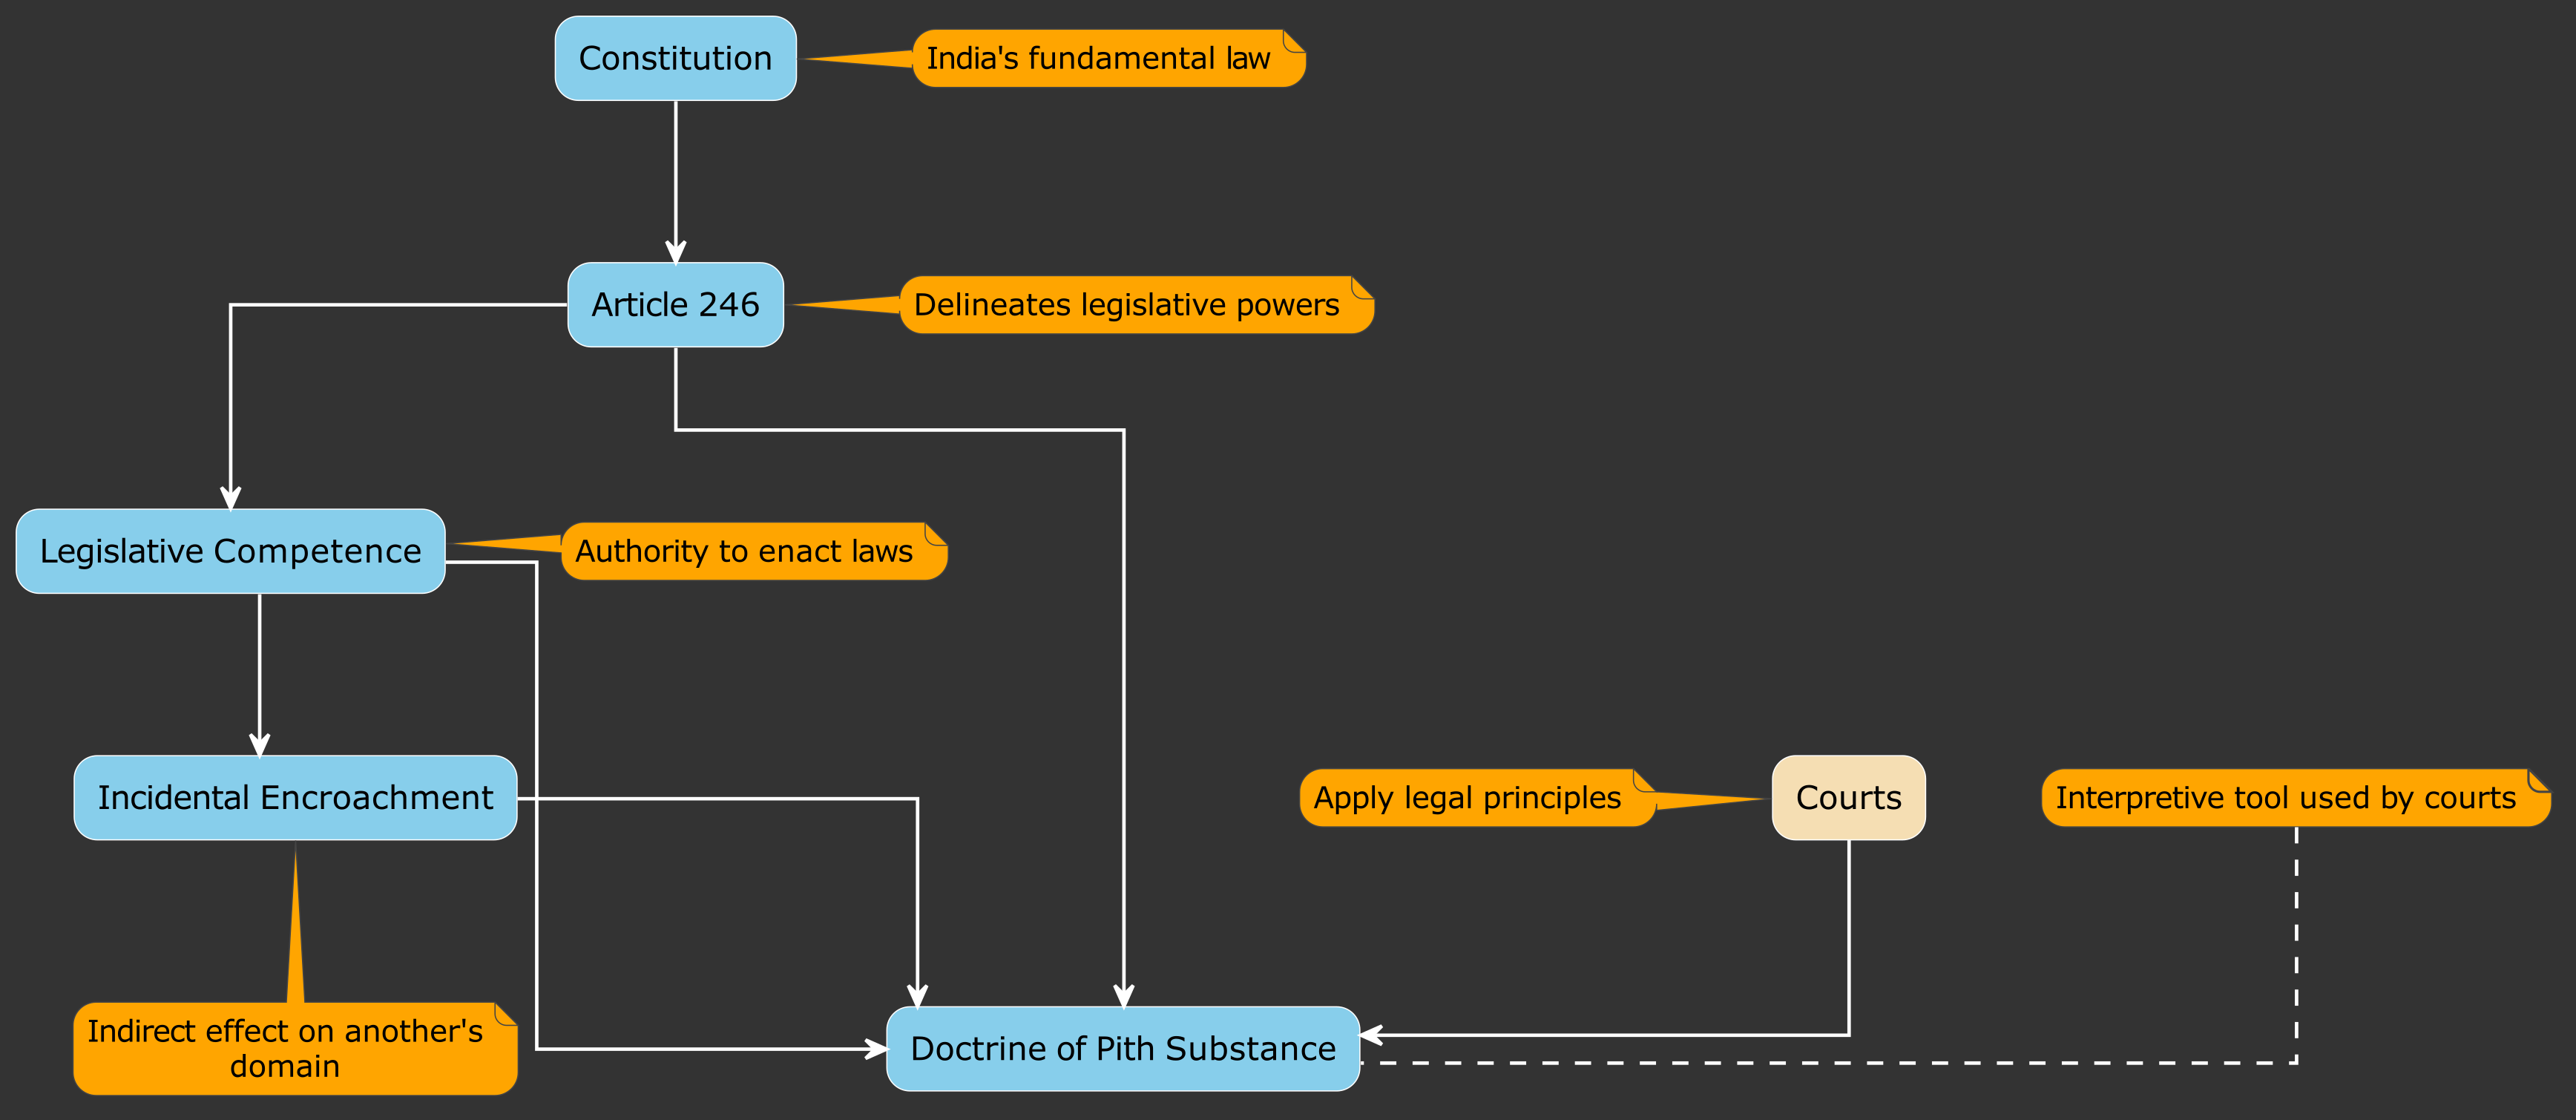 Constitution
India's fundamental law
Article 246
Delineates legislative powers
Legislative Competence
Authority to enact laws
Incidental Encroachment
Apply legal principles
Courts
Interpretive tool used by courts
Indirect effect on another's
domain
Doctrine of Pith Substance